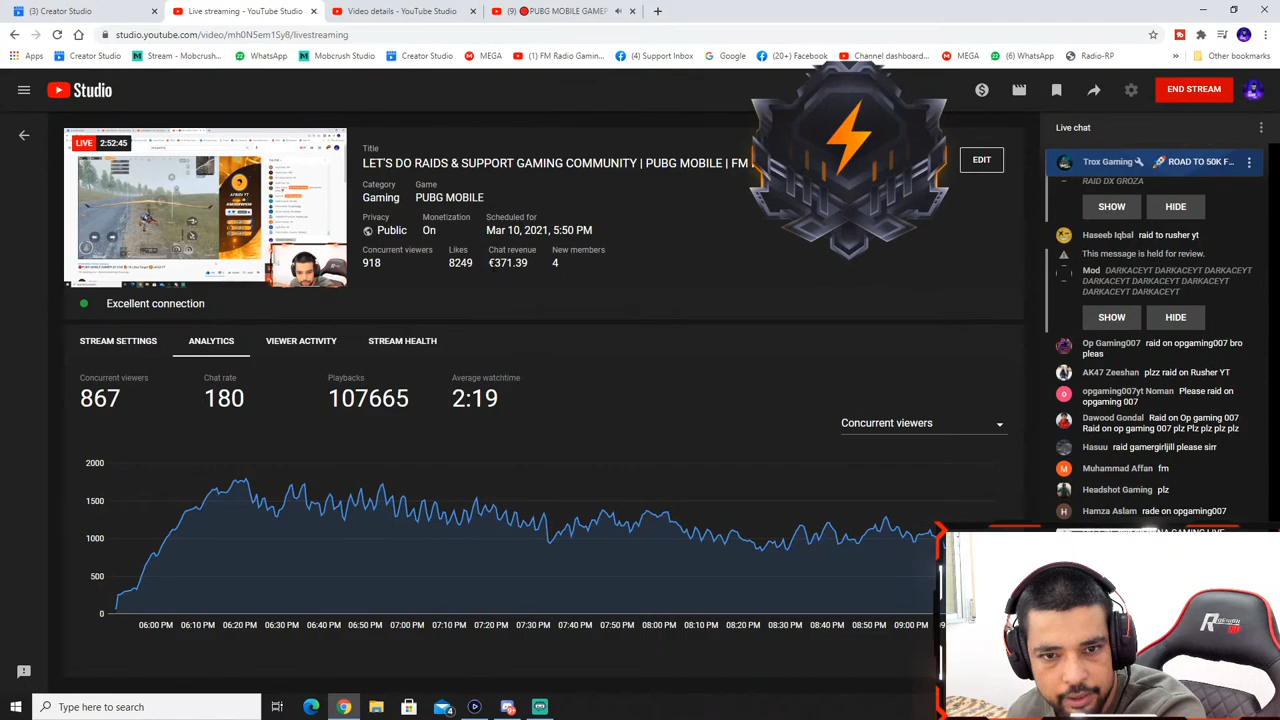 (3) Creator Studio
Live streaming - YouTube Studio
Video details - YouTube Studio
(9) 🔴PUBG MOBILE GAMEP
studio.youtube.com/video/mh0N5em1Sy8/livestreaming
Apps
Creator Studio
WhatsApp
Stream - Mobcrush
Mobcrush
Creator Studio
MEGA
(1) FM Radio Gaming...
(4) Support Inbox
Google
(20+) Facebook
Channel dashboard...
MEGA
(6) WhatsApp
Radio-RP
Other bookmarks
Studio
END STREAM
LIVE 2:52:45
Title
LET'S DO RAIDS & SUPPORT GAMING COMMUNITY | PUBG MOBILE | FM
EDIT
Category
Game
Gaming
Privacy
Monetization
Scheduled for
Public
On
Mar 10, 2021, 5:30 PM
Concurrent viewers
Likes
Chat revenue
New members
918
8249
€371.39
4
Excellent connection
STREAM SETTINGS
ANALYTICS
VIEWER ACTIVITY
STREAM HEALTH
Concurrent viewers
Chat rate
Playbacks
Average watchtime
867
180
107665
2:19
Concurrent viewers
2000
1500
1000
500
0
06:00 PM 06:10 PM 06:20 PM 06:30 PM 06:40 PM 06:50 PM 07:00 PM 07:10 PM 07:20 PM 07:30 PM 07:40 PM 07:50 PM 08:00 PM 08:10 PM 08:20 PM 08:30 PM 08:40 PM 08:50 PM 09:00 PM
Live chat
Trox Gaming
ROAD TO 50K F...
RAID DJ GROZA
SHOW
HIDE
Haseeb Iqbal raid to rusher yt
This message is held for review.
Mod DARKACEYT DARKACEYT DARKACEYT
DARKACEYT DARKACEYT DARKACEYT
DARKACEYT DARKACEYT
SHOW
HIDE
Op Gaming007 raid on opgaming007 bro
pleas
AK47 Zeeshan plzz raid on Rusher YT
opgaming007yt Noman Please raid on
opgaming 007
Dawood Gondal Raid on Op gaming 007
Raid on op gaming 007 plz Plz plz plz
Hasuu raid gamergirljill please sirr
Muhammad Affan fm
Headshot Gaming plz
Hamza Aslam raid on opgaming007
Type here to search
4